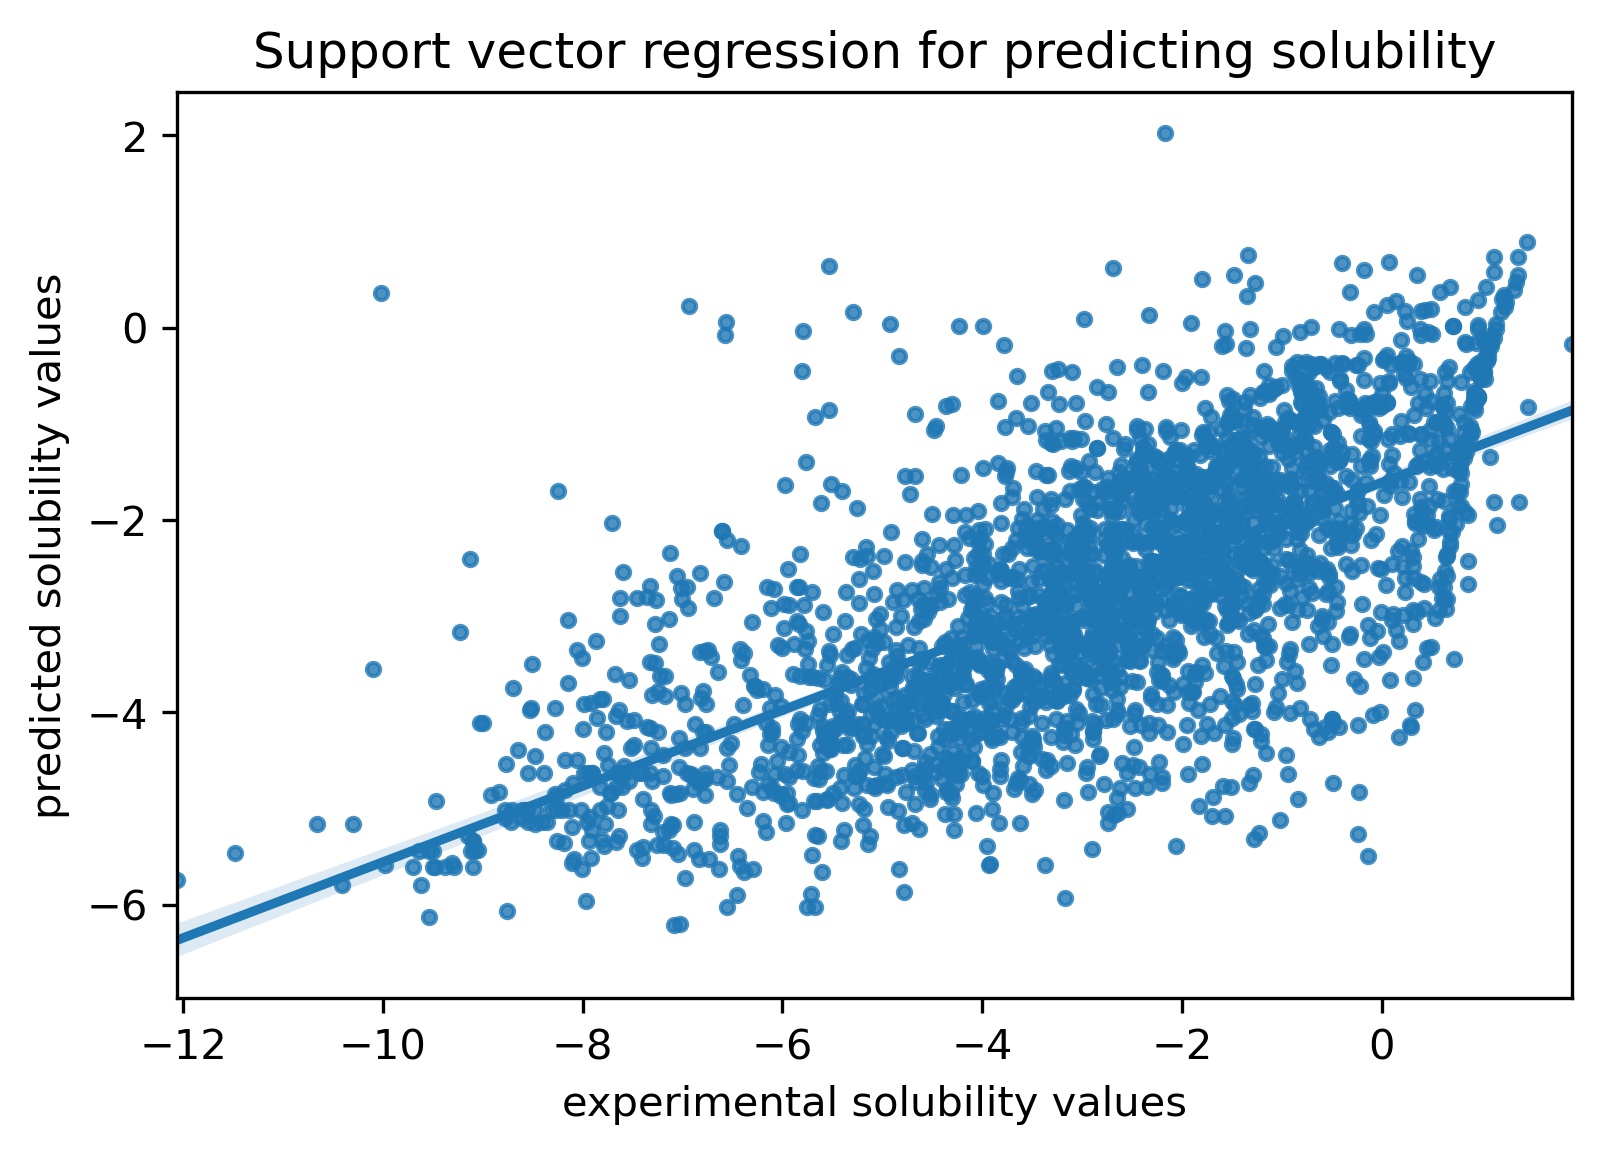 Support vector regression for predicting solubility
2
0
−2
−4
−6
predicted solubility values
−12 −10 −8 −6 −4 −2 0
experimental solubility values